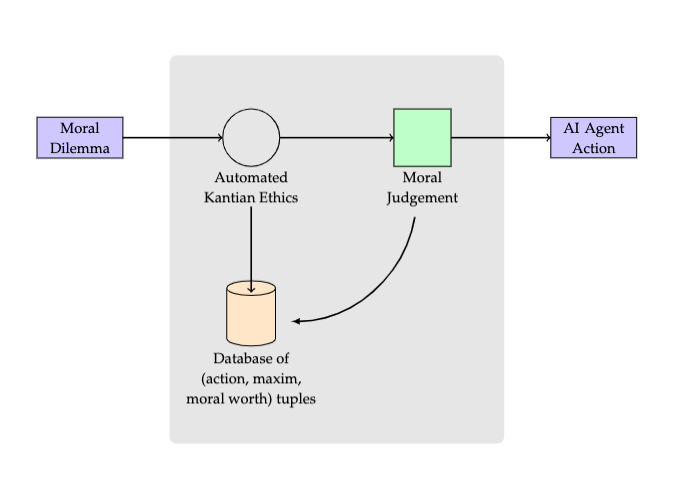 Moral
Dilemma
Automated
Kantian Ethics
Moral
Judgement
AI Agent
Action
Database of
(action, maxim,
moral worth) tuples